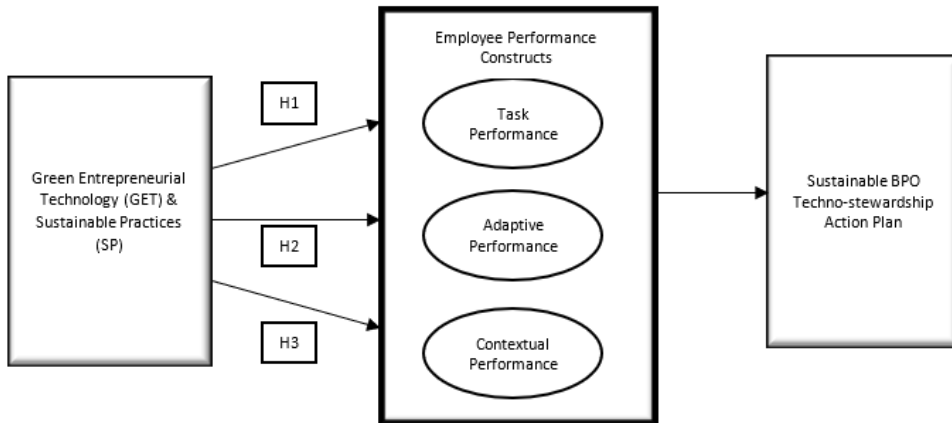 Green Entrepreneurial
Technology (GET) &
Sustainable Practices
(SP)
H1
H2
H3
Employee Performance
Constructs
Task
Performance
Adaptive
Performance
Contextual
Performance
Sustainable BPO
Techno-stewardship
Action Plan